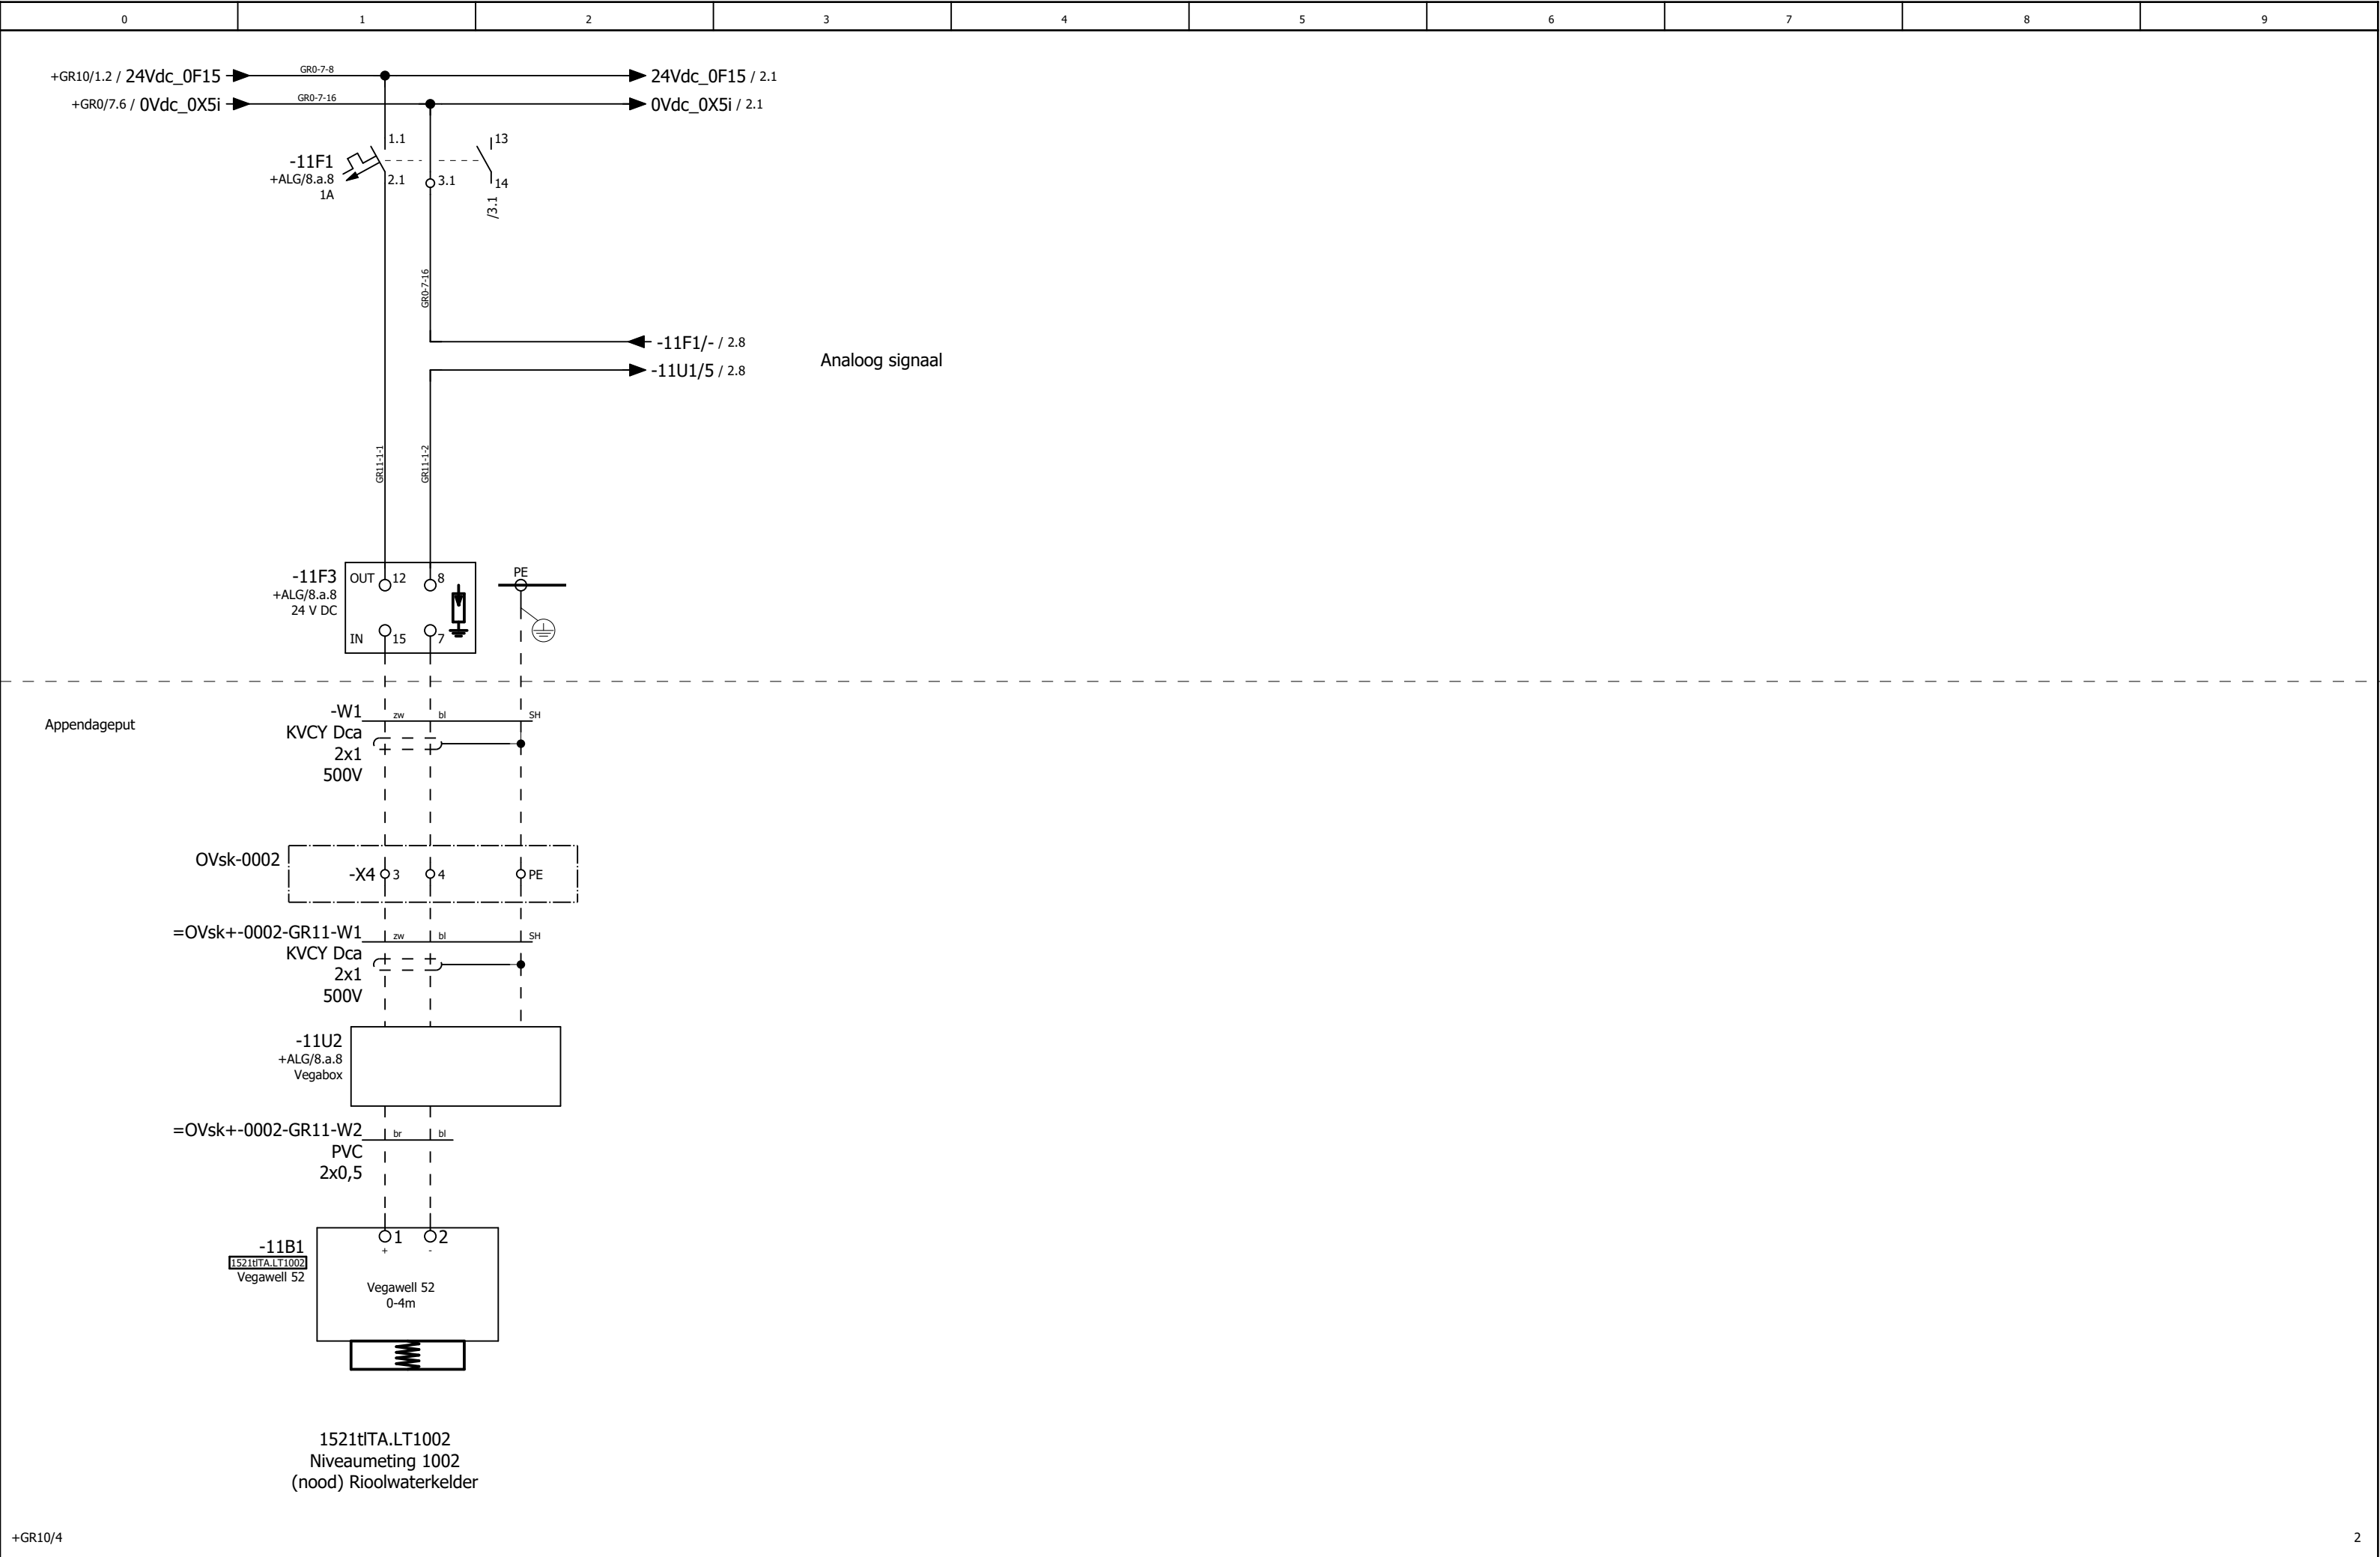 0 1 2 3 4 5 6 7 8 9
+GR10/1.2 / 24Vdc_0F15 GR0-7-8 24Vdc_0F15 / 2.1
+GR0/7.6 / 0Vdc_0X5i GR0-7-16 0Vdc_0X5i / 2.1
1.1 13
-11F1
+ALG/8.a.8 2.1 3.1 14
1A
/3.1
GR0-7-16
-11F1/- / 2.8
-11U1/5 / 2.8
Analoog signaal
GR11-1-1 GR11-1-2
-11F3 OUT 12 8 PE
+ALG/8.a.8
24 V DC
IN 15 7
Appendageput
-W1 zw bl SH
KVCY Dca
2x1
500V
OVsk-0002
-X4 3 4 PE
=OVsk+-0002-GR11-W1 zw bl SH
KVCY Dca
2x1
500V
-11U2
+ALG/8.a.8
Vegabox
=OVsk+-0002-GR11-W2 br bl
PVC
2x0,5
1 2
+ -
-11B1
1521tlTA.LT1002
Vegawell 52
Vegawell 52
0-4m
1521tlTA.LT1002
Niveaumeting 1002
(nood) Rioolwaterkelder
+GR10/4 2